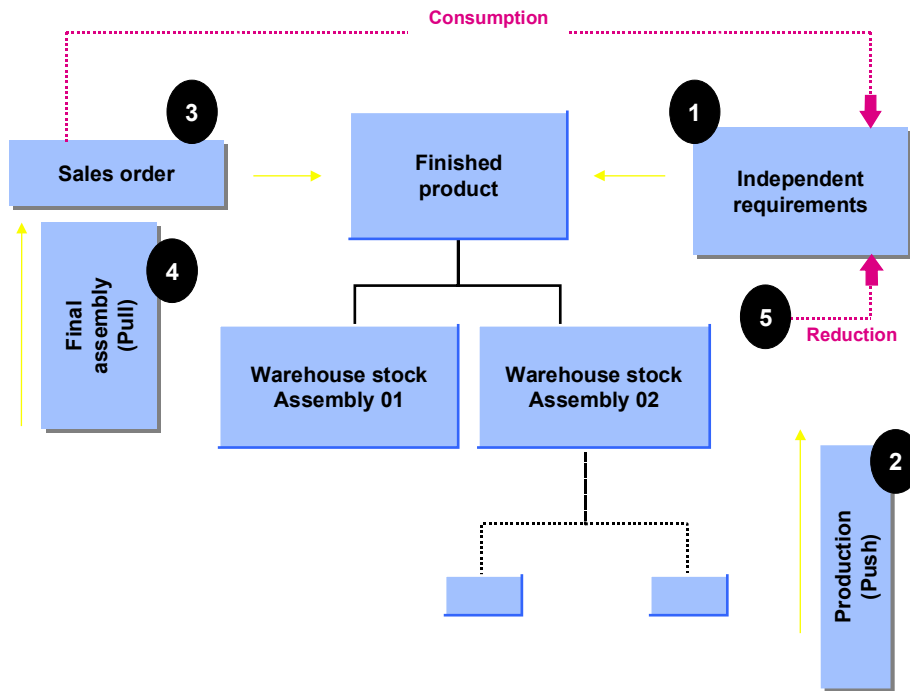 Consumption
3
1
Sales order
Finished
product
Independent
requirements
4
Final
assembly
(Pull)
5
Reduction
Warehouse stock
Assembly 01
Warehouse stock
Assembly 02
2
Production
(Push)